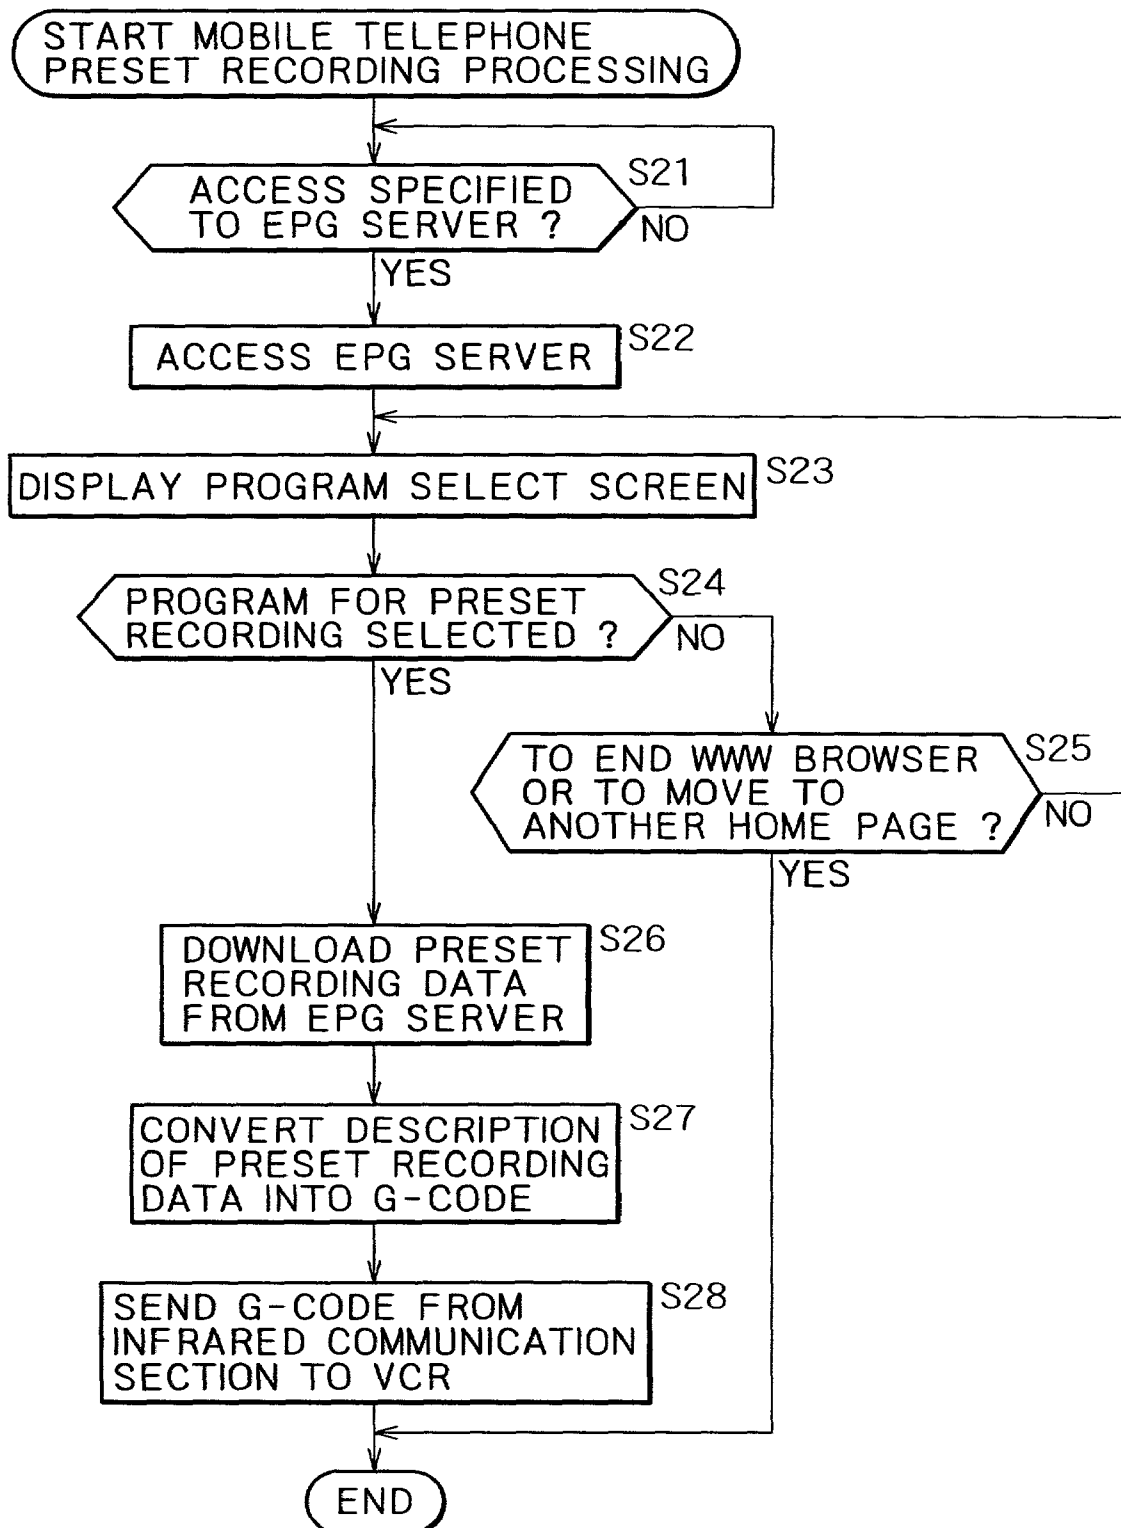 START MOBILE TELEPHONE
PRESET RECORDING PROCESSING
S21
ACCESS SPECIFIED
TO EPG SERVER ?
NO
YES
S22
ACCESS EPG SERVER
S23
DISPLAY PROGRAM SELECT SCREEN
S24
PROGRAM FOR PRESET
RECORDING SELECTED ?
NO
YES
S25
TO END WWW BROWSER
OR TO MOVE TO
ANOTHER HOME PAGE ?
NO
YES
S26
DOWNLOAD PRESET
RECORDING DATA
FROM EPG SERVER
S27
CONVERT DESCRIPTION
OF PRESET RECORDING
DATA INTO G-CODE
S28
SEND G-CODE FROM
INFRARED COMMUNICATION
SECTION TO VCR
END